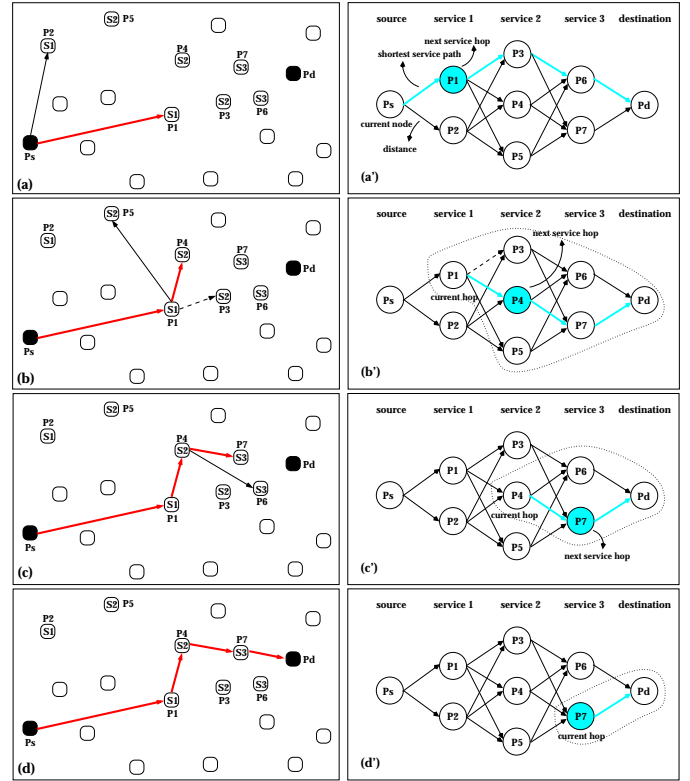 P2
S1
S2 P5
P4
S2
P7
S3
Pd
S1
P1
S2
P3
S3
P6
Ps
(a)
source service 1 service 2 service 3 destination
next service hop
shortest service path
P3
P1
P6
Ps
P4
Pd
current node
P2
P7
distance
P5
(a')
P2
S1
S2 P5
P4
S2
P7
S3
Pd
S1
P1
S2
P3
S3
P6
Ps
(b)
source service 1 service 2 service 3 destination
next service hop
P3
P1
P6
current hop
Ps
P4
Pd
P2
P7
P5
(b')
P2
S1
S2 P5
P4
S2
P7
S3
Pd
S1
P1
S2
P3
S3
P6
Ps
(c)
source service 1 service 2 service 3 destination
P3
P1
P6
Ps
P4
Pd
current hop
P2
P7
P5
next service hop
(c')
P2
S1
S2 P5
P4
S2
P7
S3
Pd
S1
P1
S2
P3
S3
P6
Ps
(d)
source service 1 service 2 service 3 destination
P3
P1
P6
Ps
P4
Pd
P2
P7
current hop
P5
(d')